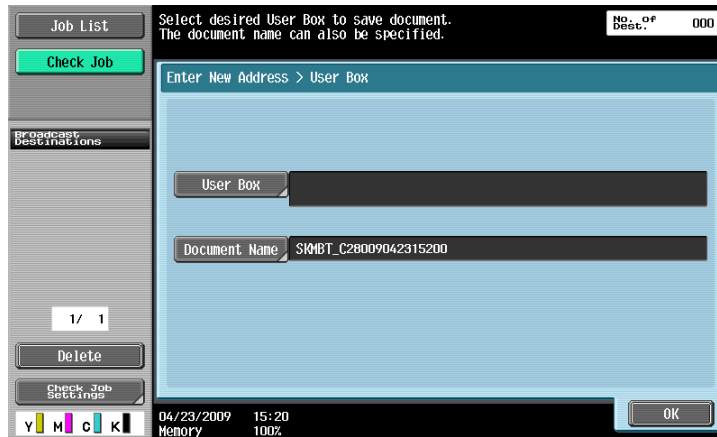 Job List
Check Job
Select desired User Box to save document.
The document name can also be specified.
No. of
Dest.
000
Enter New Address > User Box
Broadcast
Destinations
User Box
Document Name
SKMBT_C28009042315200
1/ 1
Delete
Check Job
Settings
Y M C K
04/23/2009 15:20
Memory 100%
OK